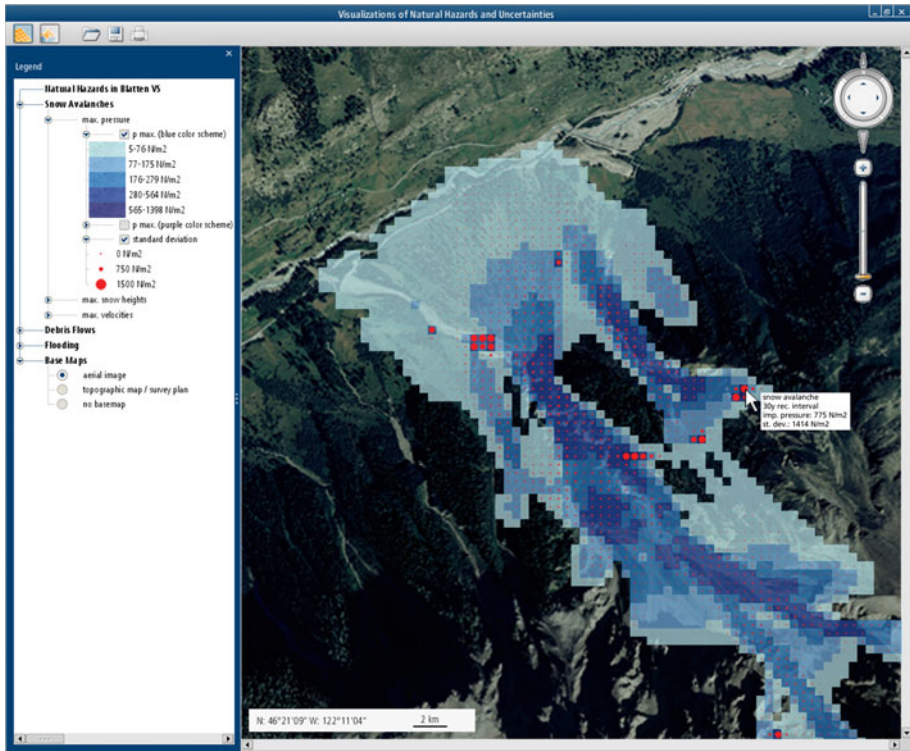 Visualizations of Natural Hazards and Uncertainties
Legend
Natural Hazards in Blatten VS
Snow Avalanches
max. pressure
p max. (blue color scheme)
5-76 N/m2
77-175 N/m2
176-279 N/m2
280-564 N/m2
565-1398 N/m2
p max. (purple color scheme)
standard deviation
0 N/m2
750 N/m2
1500 N/m2
max. snow heights
max. velocities
Debris Flows
Flooding
Base Maps
aerial image
topographic map / survey plan
no basemap
snow avalanche
30y rec. interval
imp. pressure: 775 N/m2
st. dev.: 1414 N/m2
N: 46°21'09" W: 122°11'04"
2 km